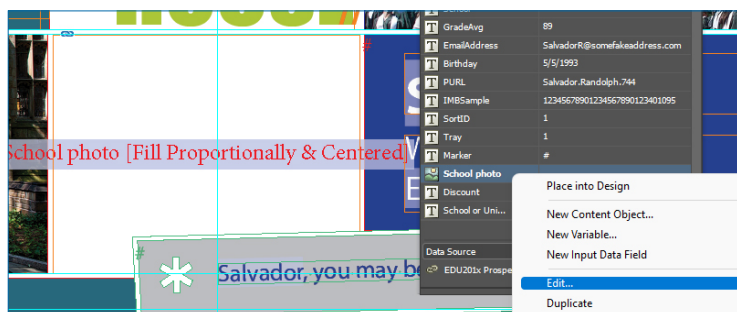 HOUSE//
School
GradeAvg 89
# EmailAddress SalvadorR@somefakeaddress.com
Birthday 5/5/1993
PURL Salvador.Randolph.744
IMBSample 1234567890123456789012340109​5
SortID 1
Tray 1
School photo [Fill Proportionally & Centered]
Marker #
School photo
Place into Design
Discount
School or Uni...
New Content Object...
New Variable...
New Input Data Field
#
Data Source
Salvador, you may be
EDU201x Prospe
Edit...
Duplicate